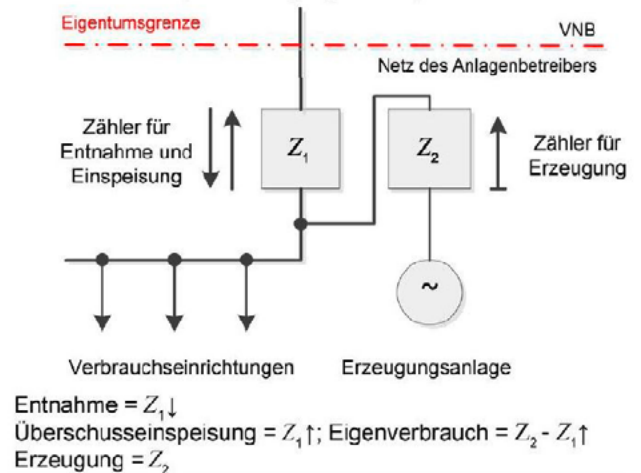 Eigentumsgrenze
VNB
Netz des Anlagenbetreibers
Zähler für
Entnahme und
Einspeisung
Z₁
Z₂
Zähler für
Erzeugung
~
Verbrauchseinrichtungen
Erzeugungsanlage
Entnahme = Z₁↓
Überschusseinspeisung = Z₁↑; Eigenverbrauch = Z₂ - Z₁↑
Erzeugung = Z₂